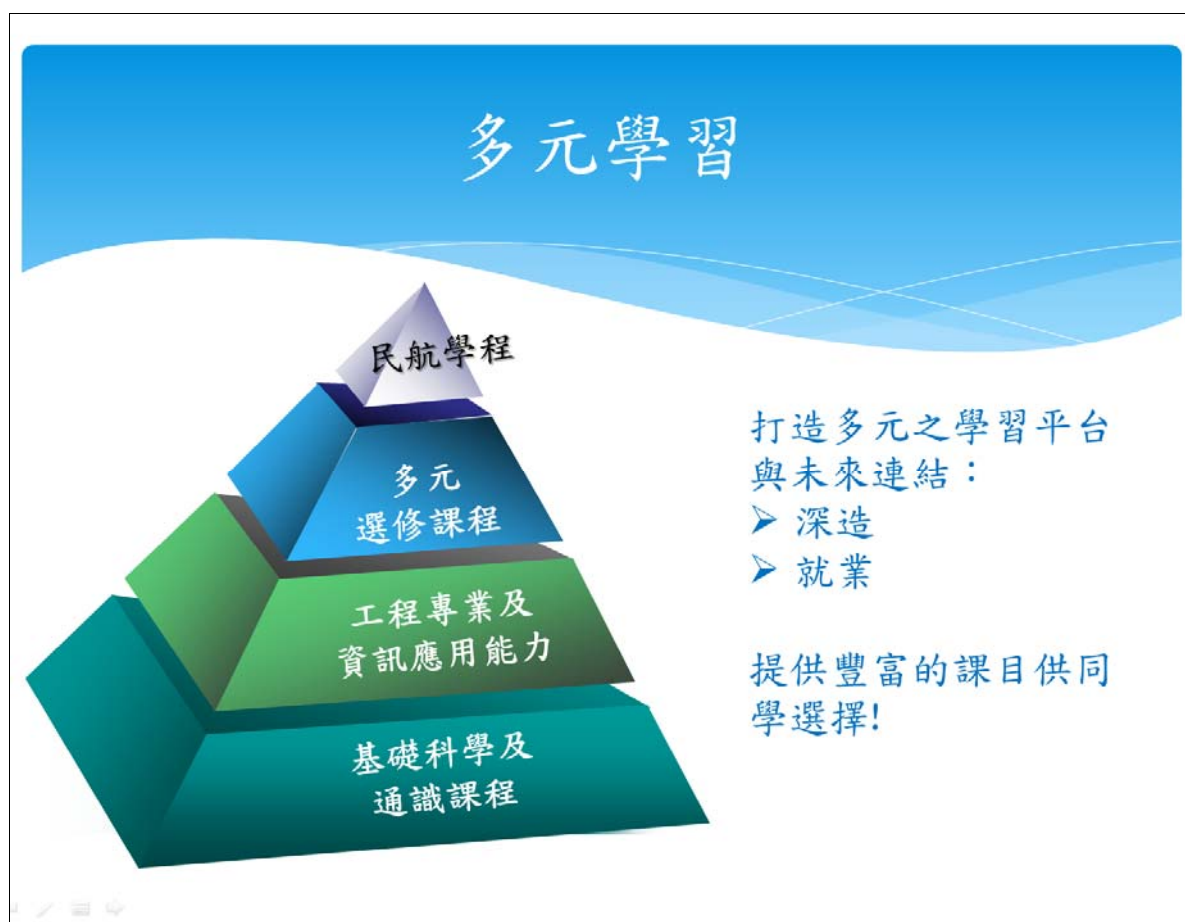 多元學習
民航學程
多元
選修課程
工程專業及
資訊應用能力
基礎科學及
通識課程
打造多元之學習平台
與未來連結：
➢ 深造
➢ 就業
提供豐富的課目供同
學選擇!